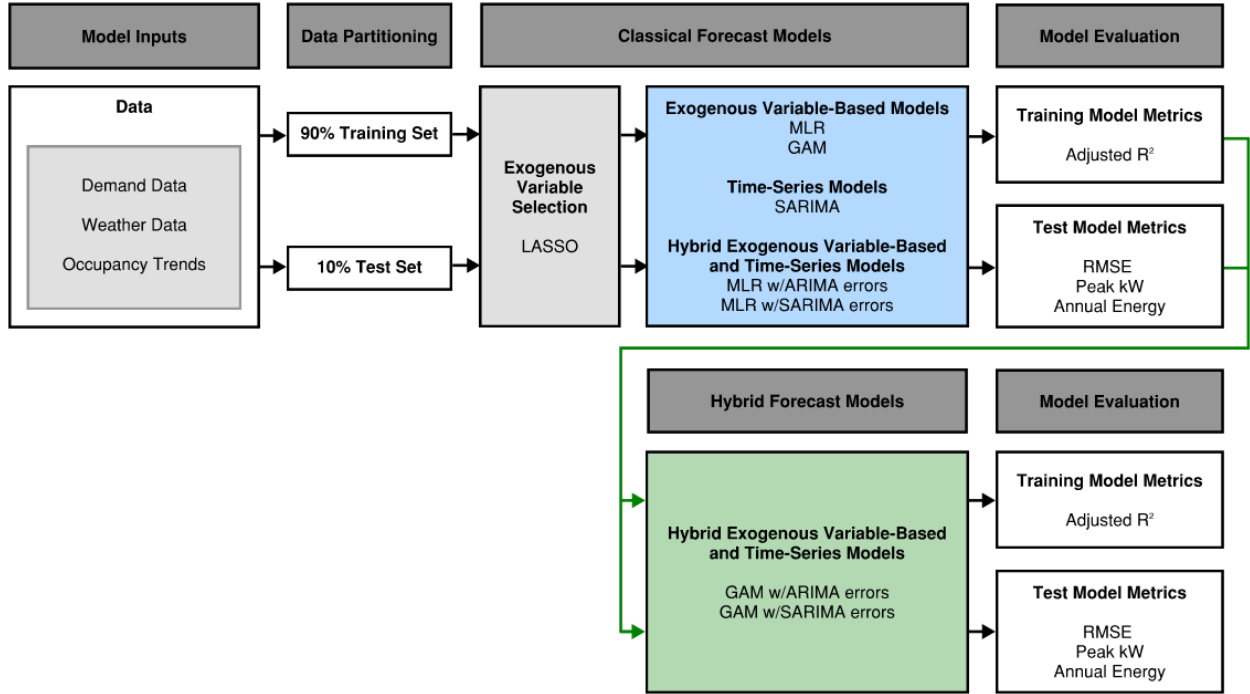 Model Inputs
Data Partitioning
Classical Forecast Models
Model Evaluation
Data
Demand Data
Weather Data
Occupancy Trends
90% Training Set
10% Test Set
Exogenous
Variable
Selection
LASSO
Exogenous Variable-Based Models
MLR
GAM
Time-Series Models
SARIMA
Hybrid Exogenous Variable-Based
and Time-Series Models
MLR w/ARIMA errors
MLR w/SARIMA errors
Training Model Metrics
Adjusted R²
Test Model Metrics
RMSE
Peak kW
Annual Energy
Hybrid Forecast Models
Model Evaluation
Hybrid Exogenous Variable-Based
and Time-Series Models
GAM w/ARIMA errors
GAM w/SARIMA errors
Training Model Metrics
Adjusted R²
Test Model Metrics
RMSE
Peak kW
Annual Energy